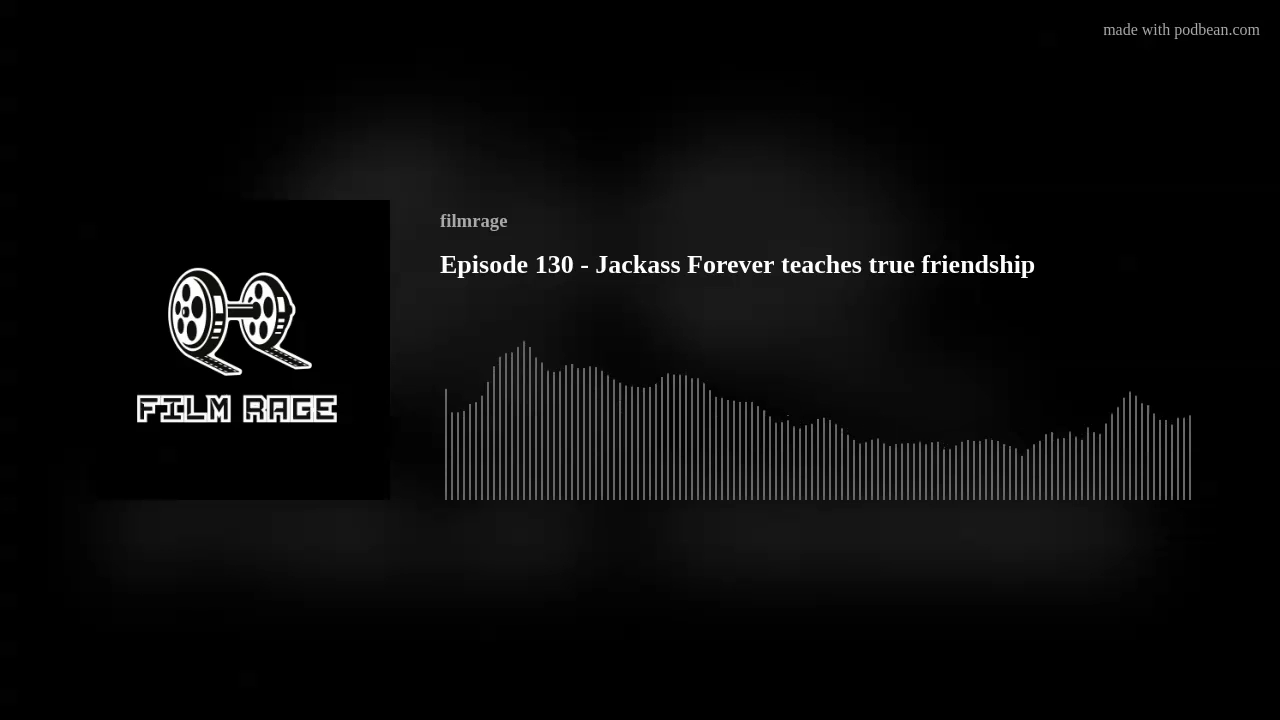 made with podbean.com
filmrage
Episode 130 - Jackass Forever teaches true friendship
FILM RAGE